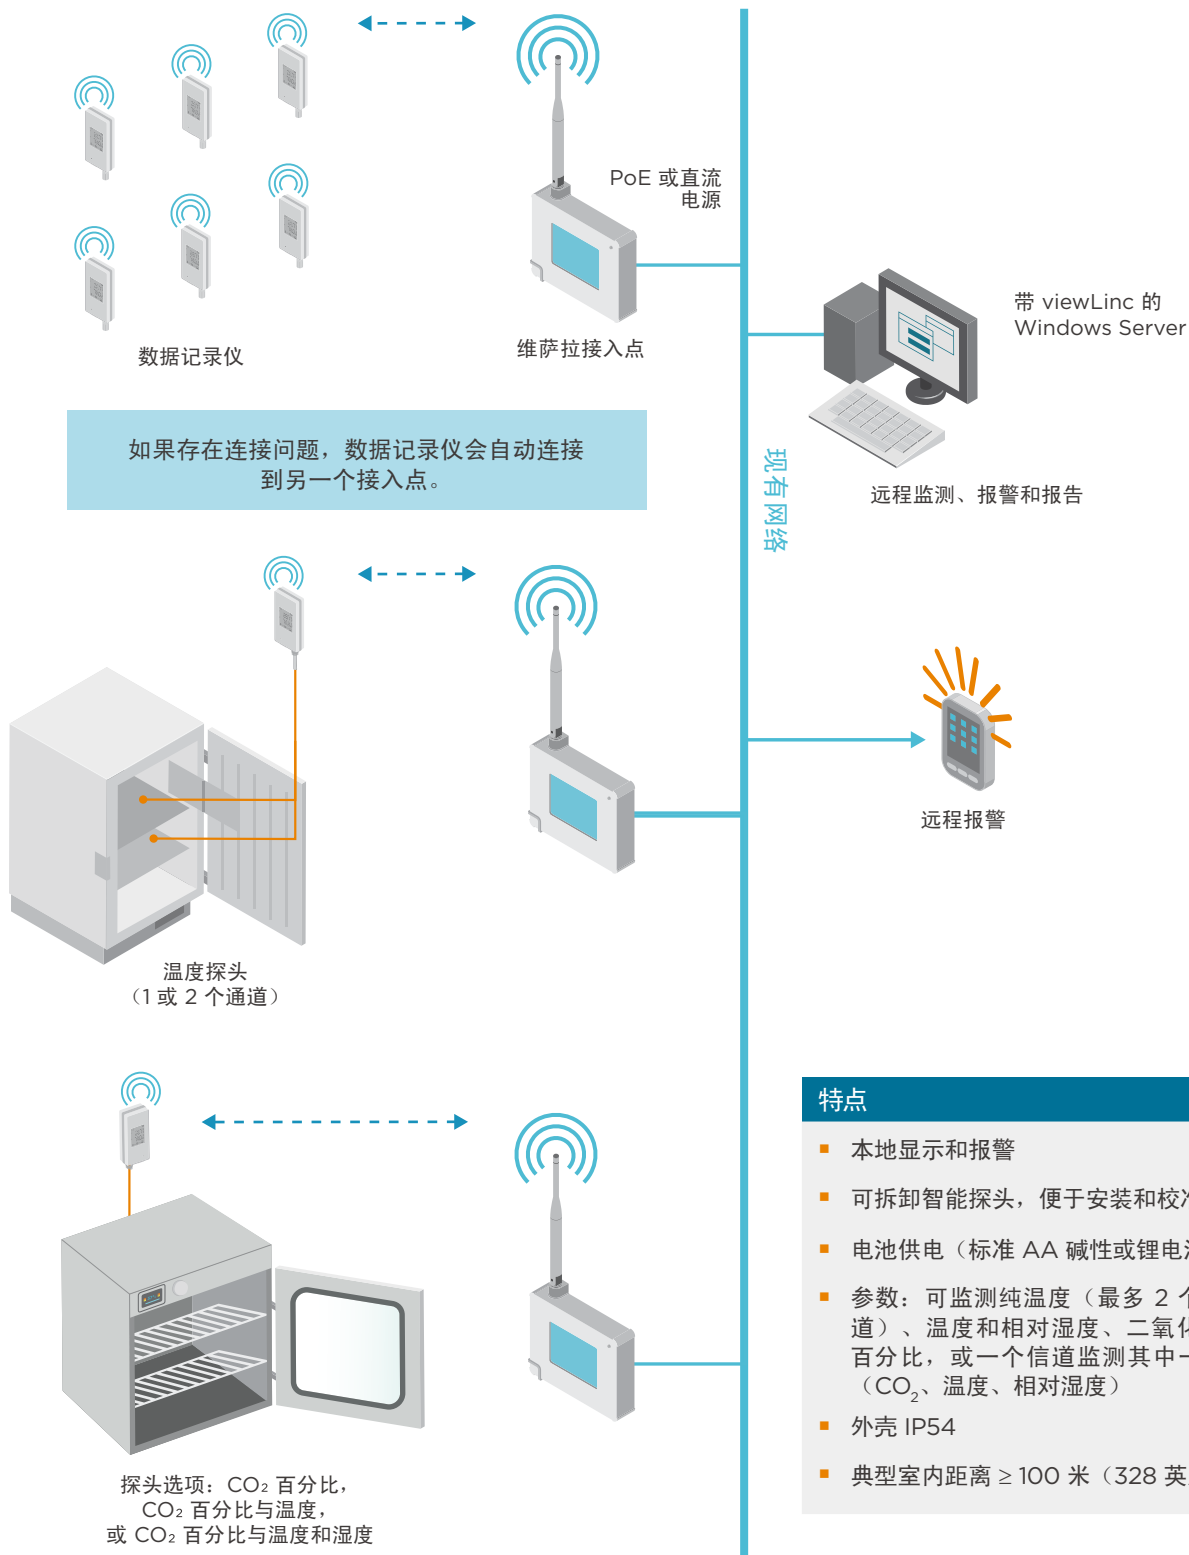 PoE 或直流
电源
数据记录仪
维萨拉接入点
带 viewLinc 的
Windows Server
如果存在连接问题，数据记录仪会自动连接
到另一个接入点。
现有网络
远程监测、报警和报告
远程报警
温度探头
（1 或 2 个通道）
探头选项：CO₂ 百分比，
CO₂ 百分比与温度，
或 CO₂ 百分比与温度和湿度
特点
本地显示和报警
可拆卸智能探头，便于安装和校
电池供电（标准 AA 碱性或锂电
参数：可监测纯温度（最多 2 个
道）、温度和相对湿度、二氧化
百分比，或一个信道监测其中一
（CO₂、温度、相对湿度）
外壳 IP54
典型室内距离 ≥ 100 米（328 英